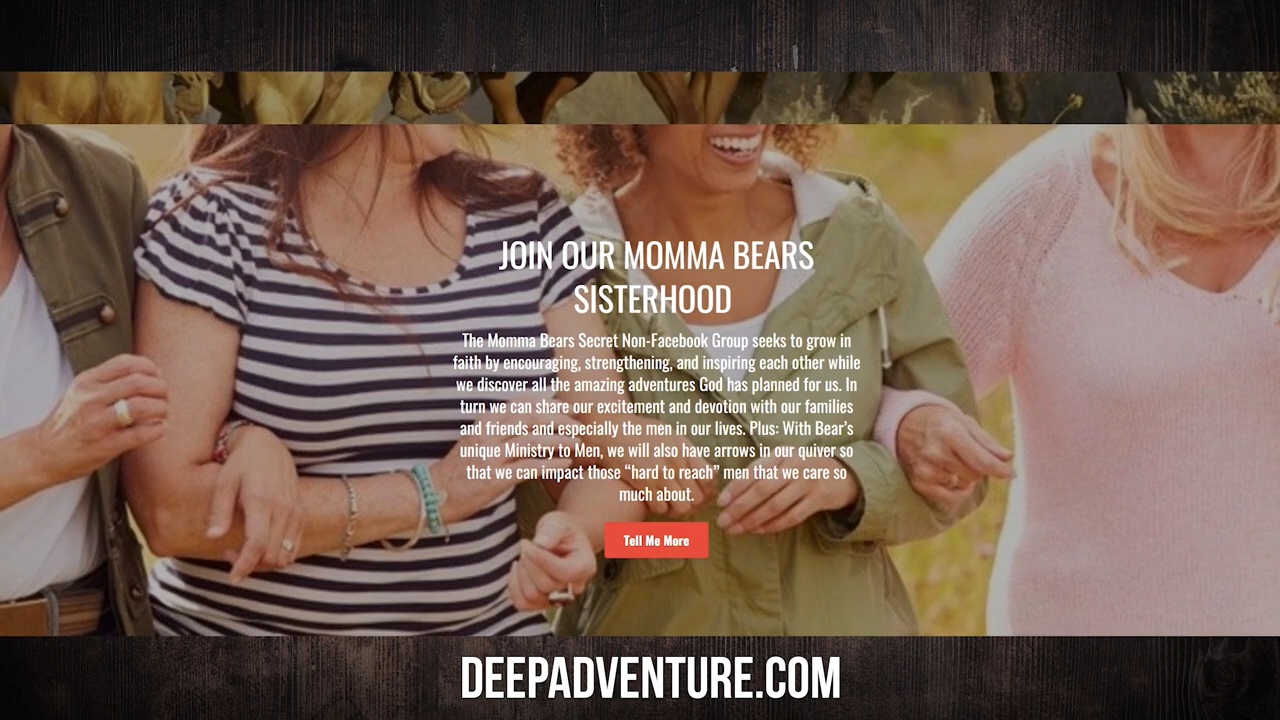 JOIN OUR MOMMA BEARS
SISTERHOOD
The Momma Bears Secret Non-Facebook Group seeks to grow in
faith by encouraging, strengthening, and inspiring each other while
we discover all the amazing adventures God has planned for us. In
turn we can share our excitement and devotion with our families
and friends and especially the men in our lives. Plus: With Bear’s
unique Ministry to Men, we will also have arrows in our quiver so
that we can impact those “hard to reach” men that we care so
much about.
Tell Me More
DEEPADVENTURE.COM